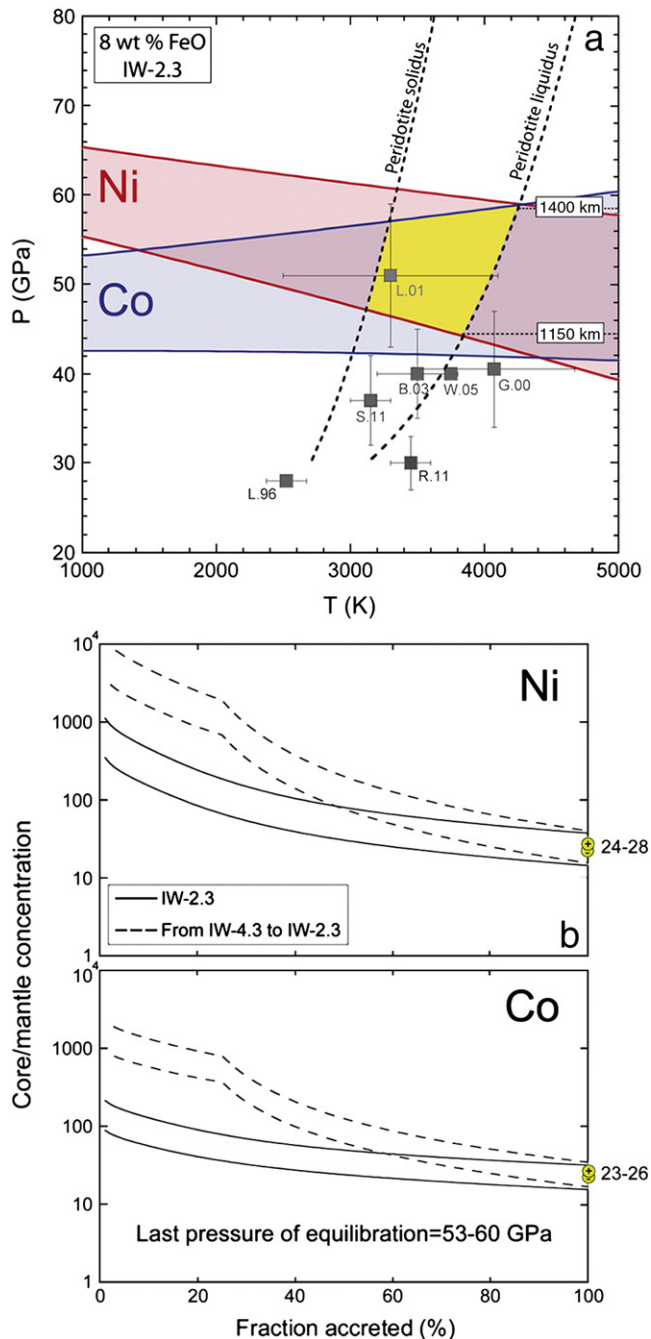 8 wt % FeO
IW-2.3
a
80
70
60
50
40
30
20
P (GPa)
Peridotite solidus
Peridotite liquidus
Ni
Co
1400 km
1150 km
L.01
B.03
W.05
G.00
S.11
R.11
L.96
1000
2000
3000
4000
5000
T (K)
Ni
10⁴
1000
100
10
1
24-28
IW-2.3
From IW-4.3 to IW-2.3
b
Core/mantle concentration
Co
10⁴
1000
100
10
1
23-26
Last pressure of equilibration=53-60 GPa
0
20
40
60
80
100
Fraction accreted (%)